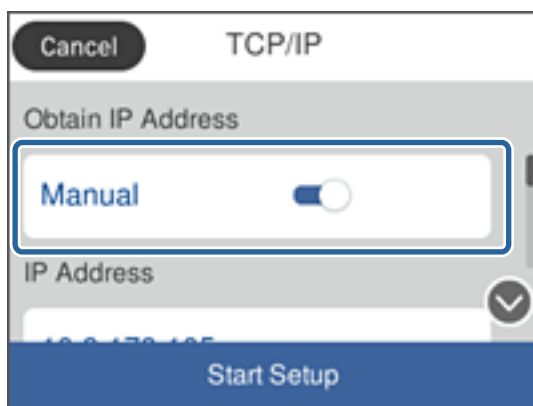 Cancel
TCP/IP
Obtain IP Address
Manual
IP Address
Start Setup